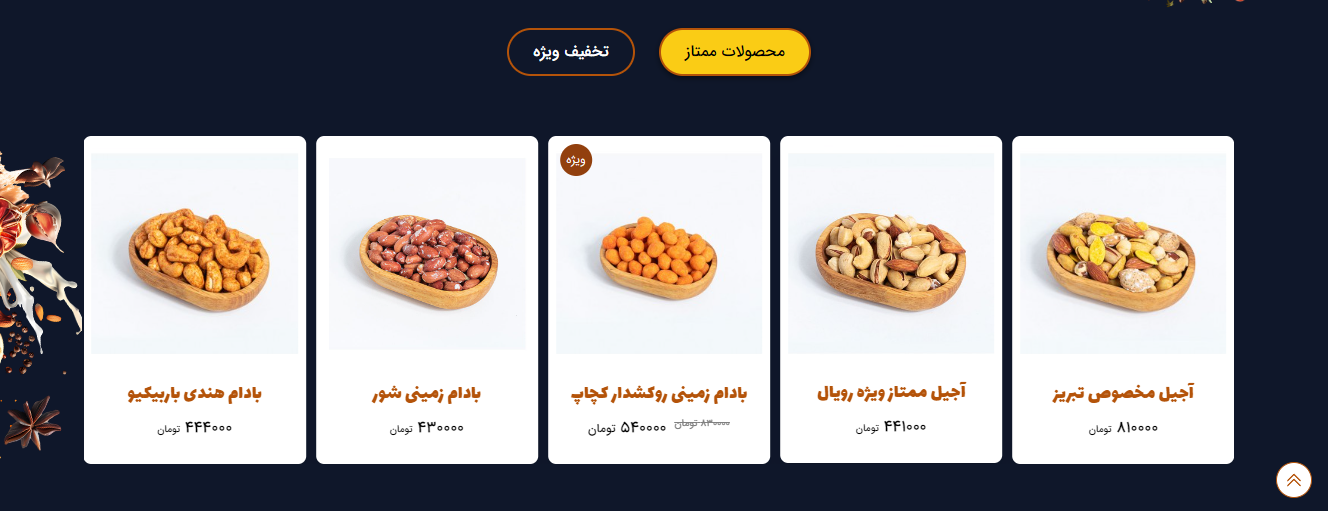 محصولات ممتاز
تخفیف ویژه
آجیل مخصوص تبریز
۸۱۰۰۰۰ تومان
آجیل ممتاز ویژه رویال
۴۴۱۰۰۰ تومان
ویژه
بادام زمینی روکشدار کچاپ
۸۳۰۰۰۰ تومان ۵۴۰۰۰۰ تومان
بادام زمینی شور
۴۳۰۰۰۰ تومان
بادام هندی باربیکیو
۴۴۴۰۰۰ تومان